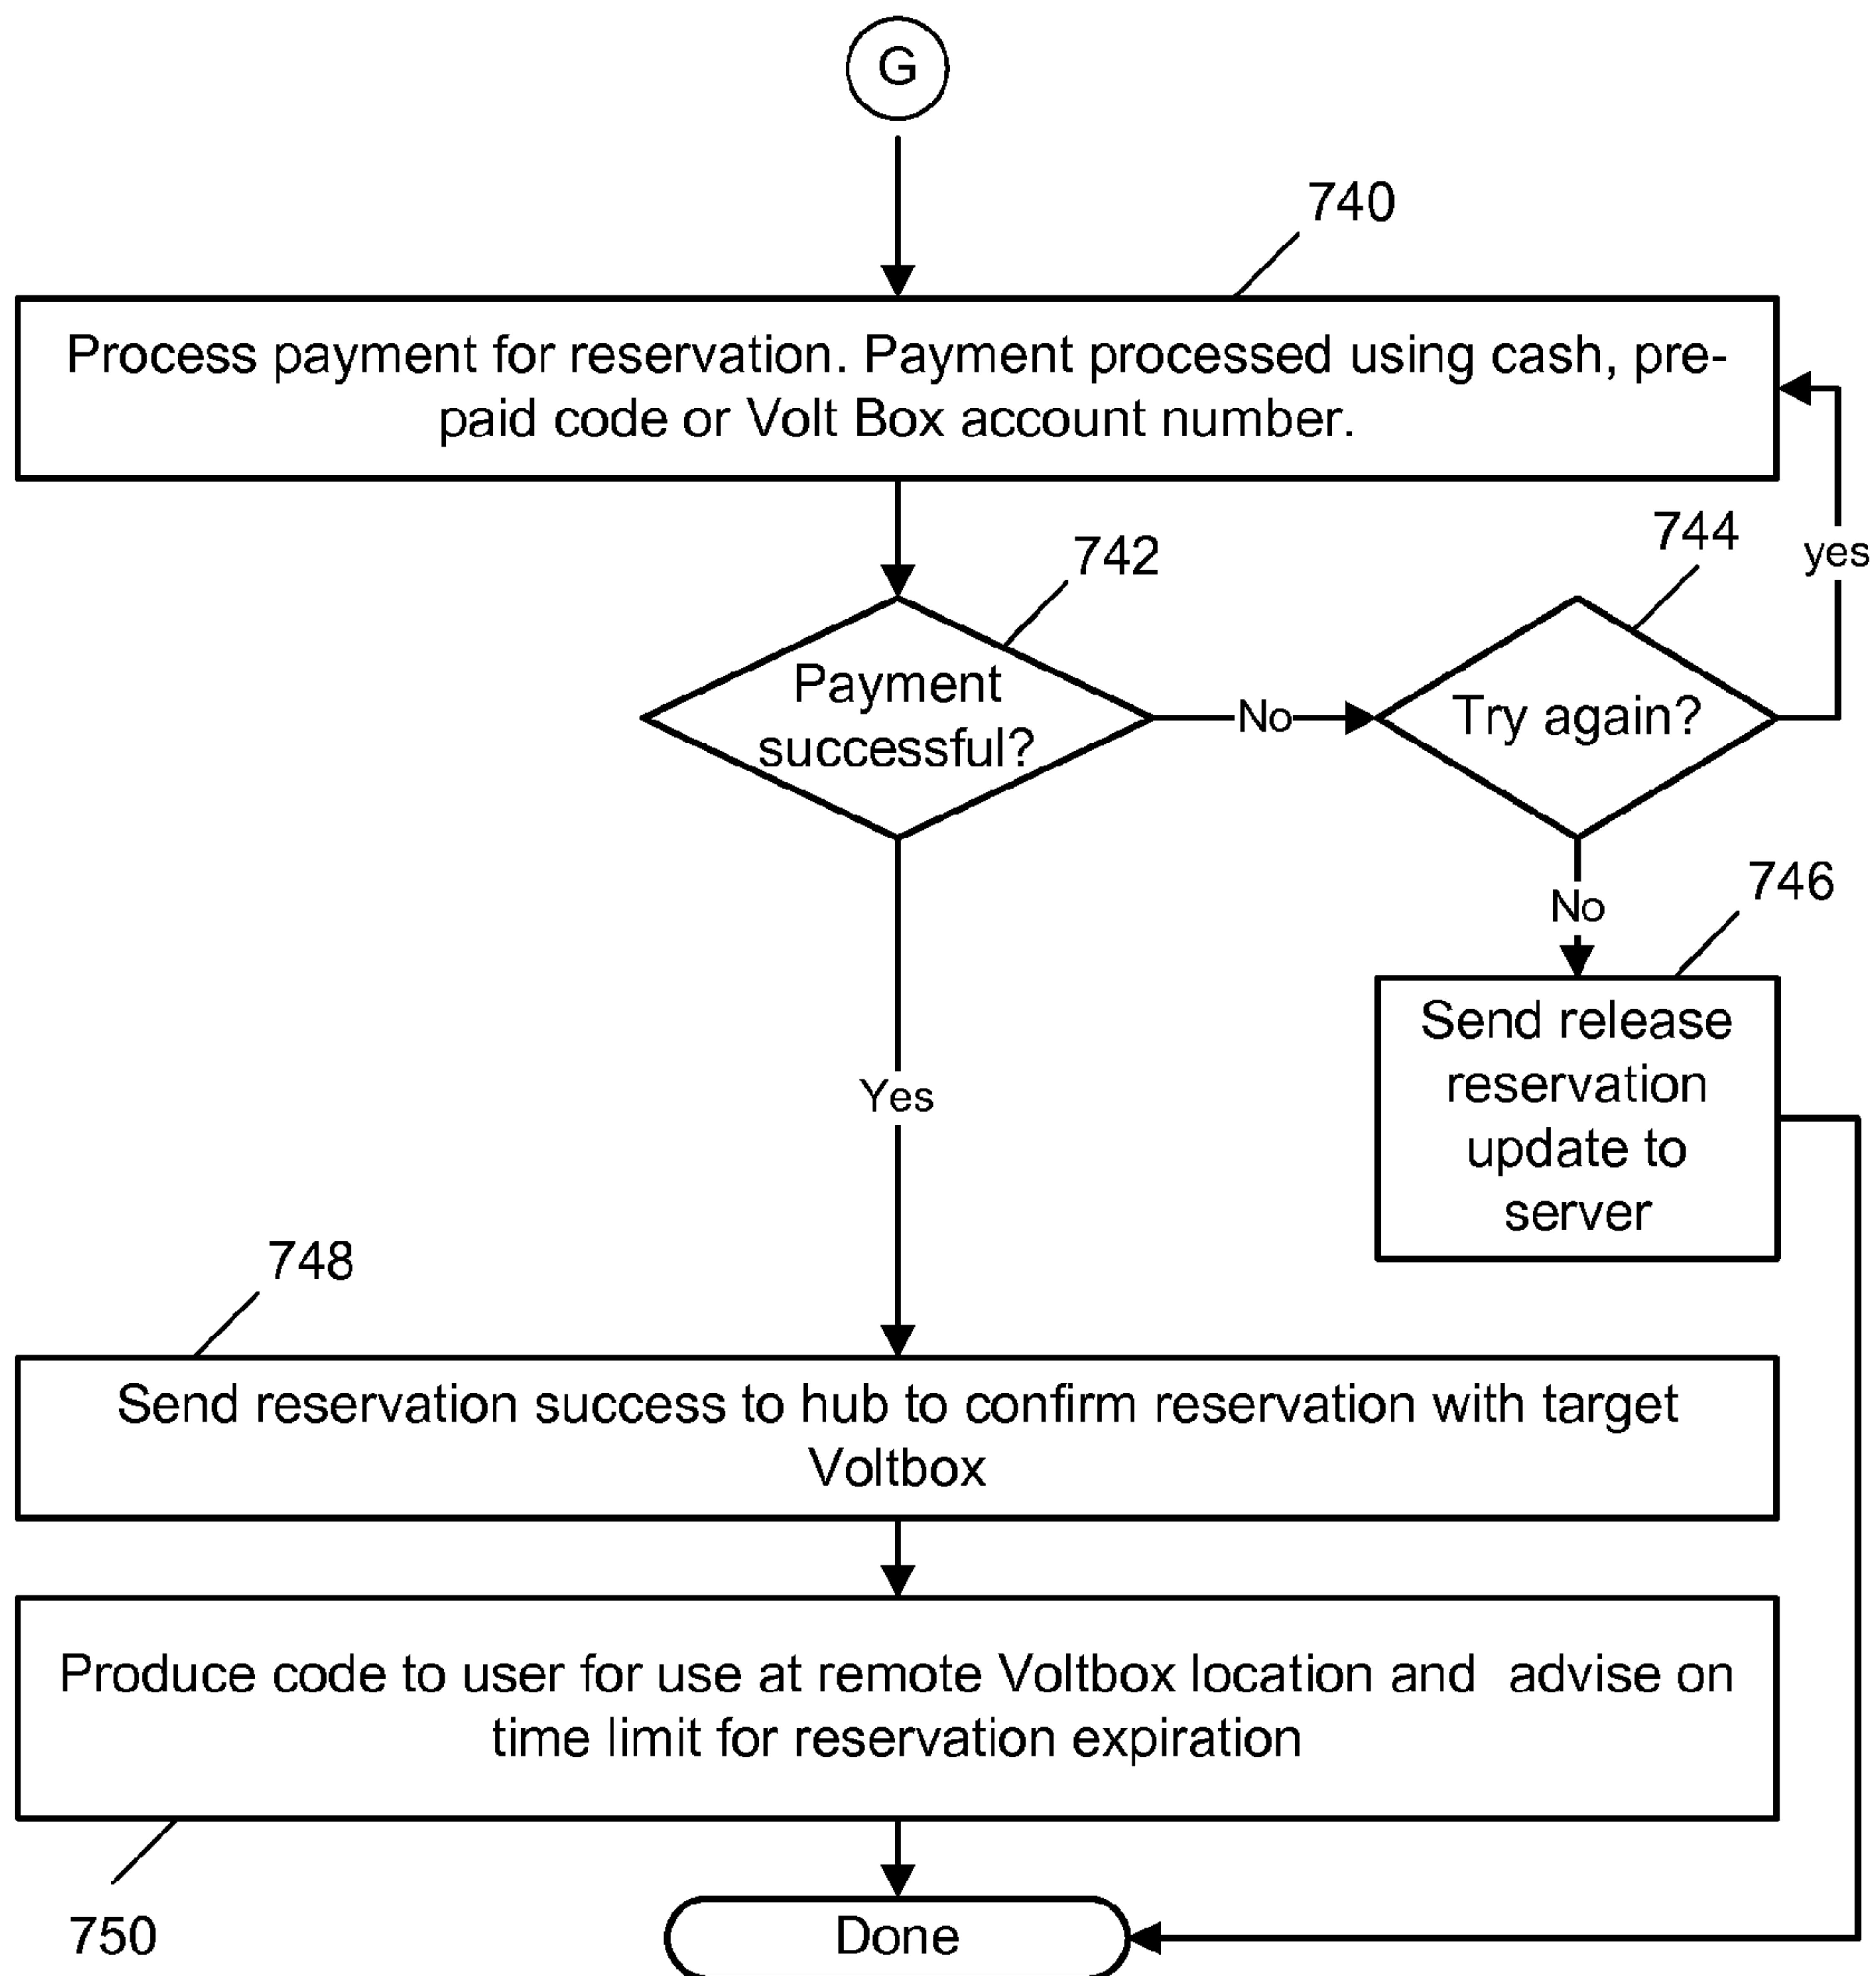 G
740
Process payment for reservation. Payment processed using cash, pre-
paid code or Volt Box account number.
742
744
yes
Payment
successful?
No
Try again?
No
746
Send release
reservation
update to
server
Yes
748
Send reservation success to hub to confirm reservation with target
Voltbox
Produce code to user for use at remote Voltbox location and  advise on
time limit for reservation expiration
750
Done